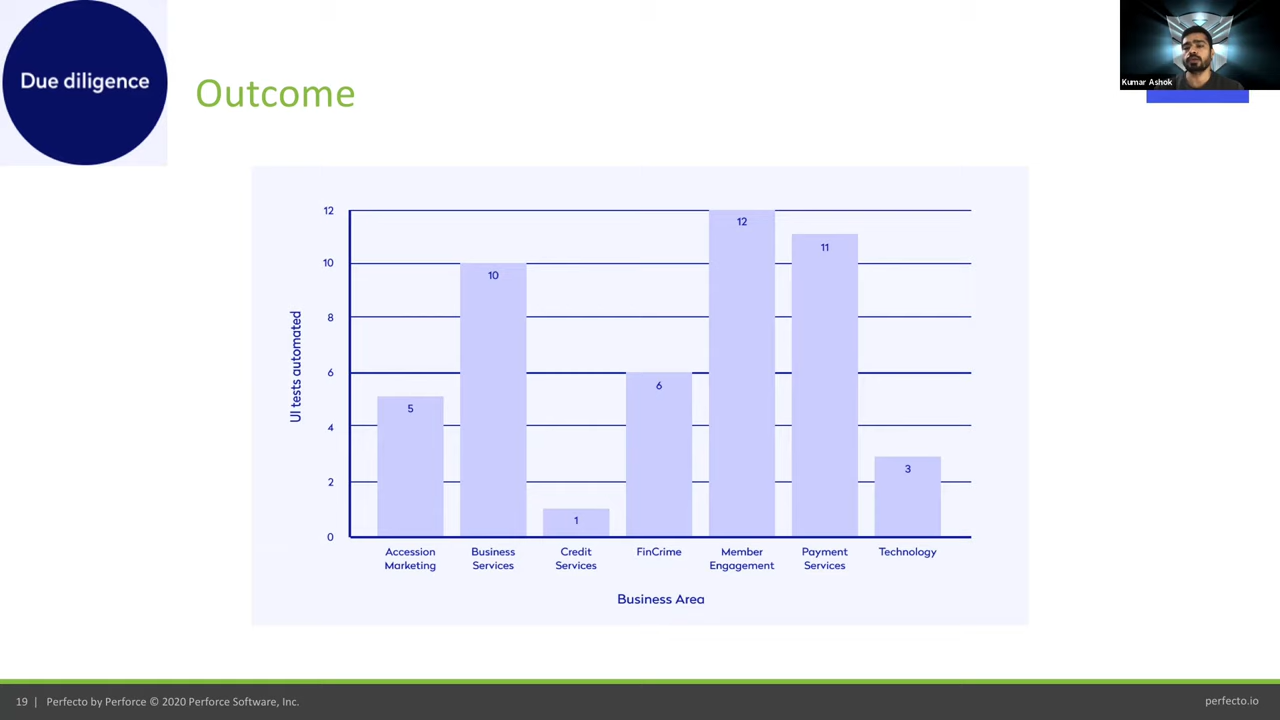 Due diligence
Outcome
Kumar Ashok
UI tests automated
12
10
8
6
4
2
0
5
10
1
6
12
11
3
Accession
Marketing
Business
Services
Credit
Services
FinCrime
Member
Engagement
Payment
Services
Technology
Business Area
19 | Perfecto by Perforce © 2020 Perforce Software, Inc.
perfecto.io